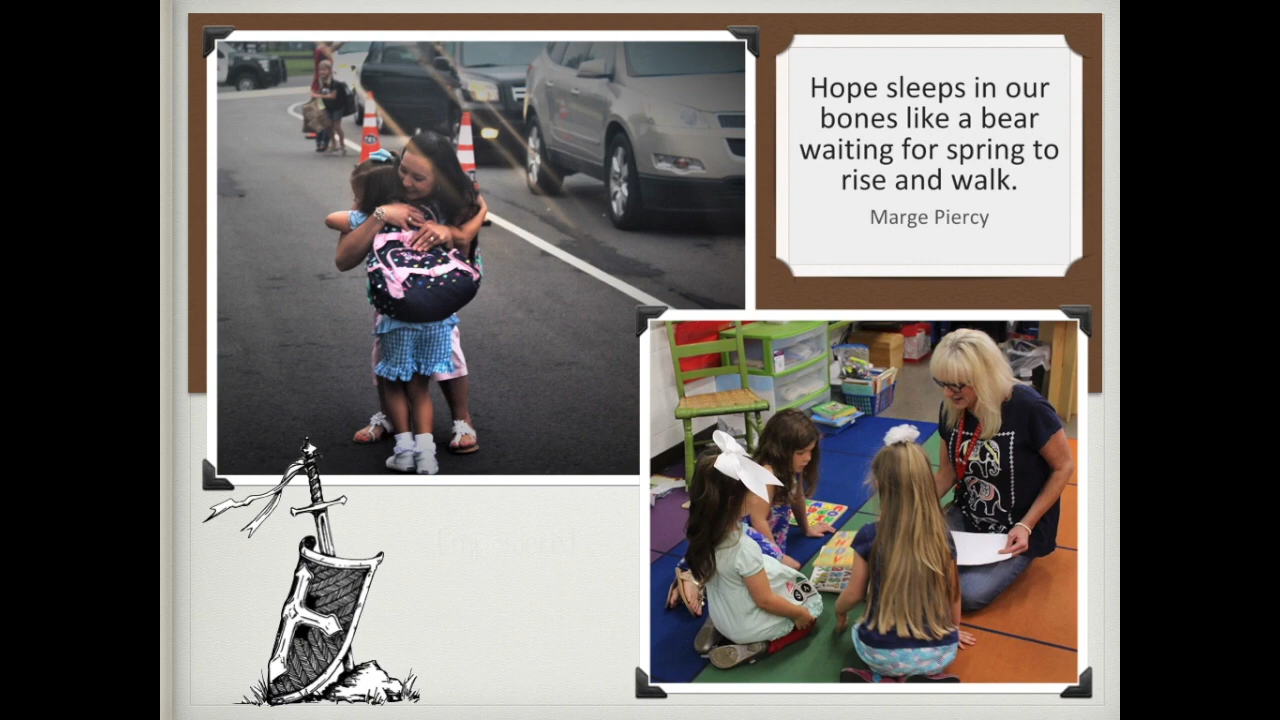 Hope sleeps in our
bones like a bear
waiting for spring to
rise and walk.
Marge Piercy